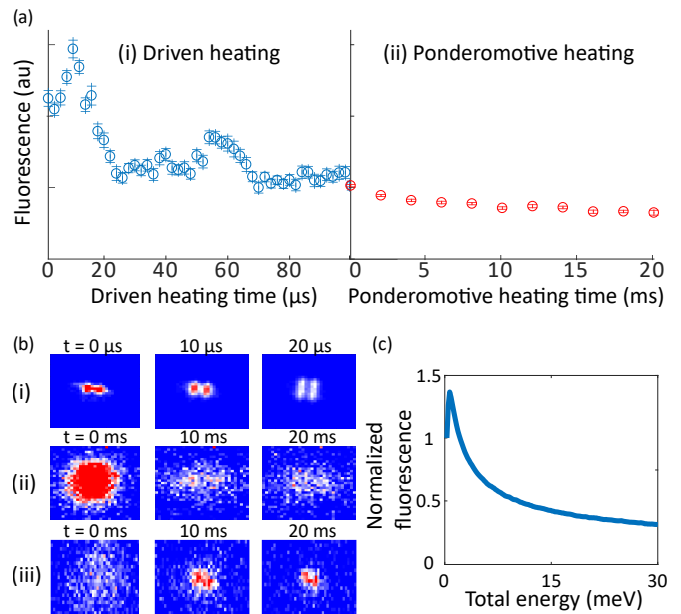 (a)
(i) Driven heating
(ii) Ponderomotive heating
Fluorescence (au)
0 20 40 60 80
0 5 10 15 20
Driven heating time (μs)
Ponderomotive heating time (ms)
(b)
t = 0 μs 10 μs 20 μs
(i)
t = 0 ms 10 ms 20 ms
(ii)
t = 0 ms 10 ms 20 ms
(iii)
(c)
1.5
1
0.5
0
Normalized
fluorescence
0 15 30
Total energy (meV)